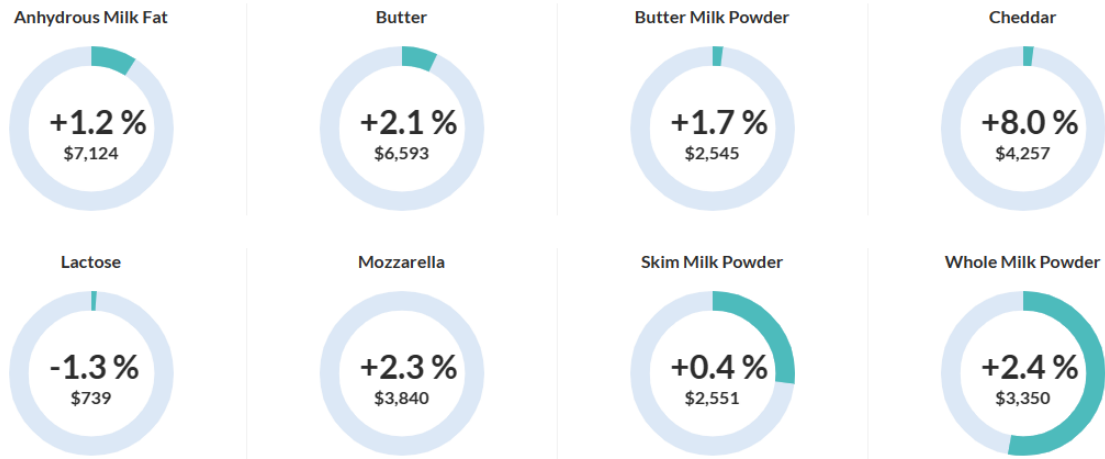 Anhydrous Milk Fat
+1.2 %
$7,124
Butter
+2.1 %
$6,593
Butter Milk Powder
+1.7 %
$2,545
Cheddar
+8.0 %
$4,257
Lactose
-1.3 %
$739
Mozzarella
+2.3 %
$3,840
Skim Milk Powder
+0.4 %
$2,551
Whole Milk Powder
+2.4 %
$3,350